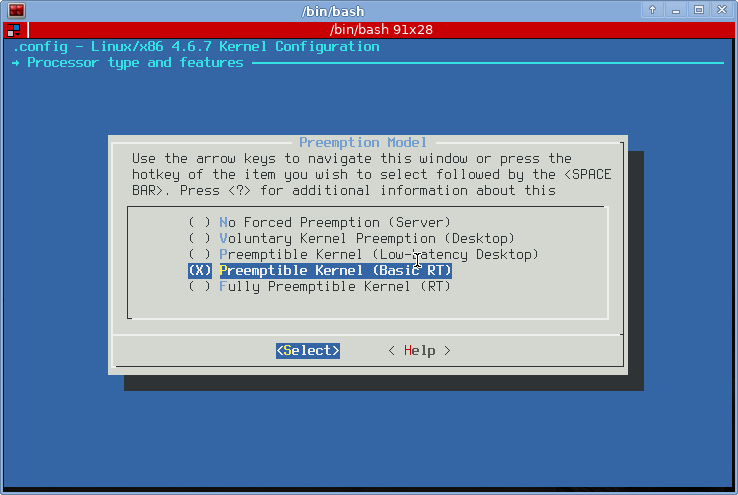 /bin/bash
/bin/bash 91x28
.config - Linux/x86 4.6.7 Kernel Configuration
→ Processor type and features
Preemption Model
Use the arrow keys to navigate this window or press the
hotkey of the item you wish to select followed by the <SPACE
BAR>. Press <?> for additional information about this
( ) No Forced Preemption (Server)
( ) Voluntary Kernel Preemption (Desktop)
( ) Preemptible Kernel (Low-Latency Desktop)
(X) Preemptible Kernel (Basic RT)
( ) Fully Preemptible Kernel (RT)
<Select> < Help >